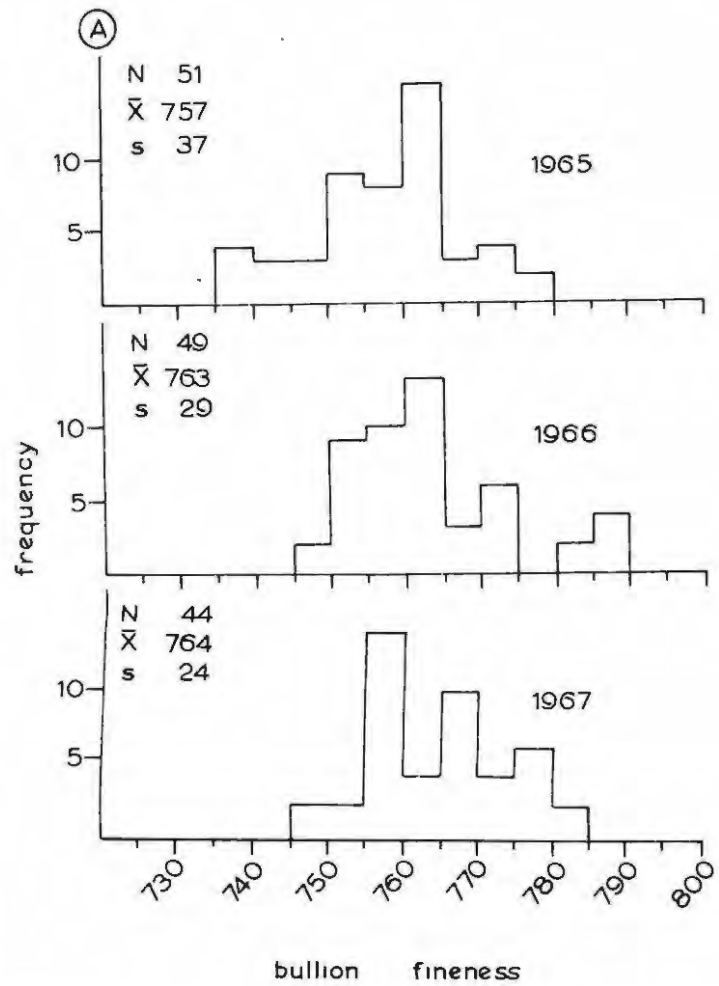 A
N 51
X̄ 757
s 37
1965
10
5
N 49
X̄ 763
s 29
1966
10
5
frequency
N 44
X̄ 764
s 24
1967
10
5
730 740 750 760 770 780 790 800
bullion fineness